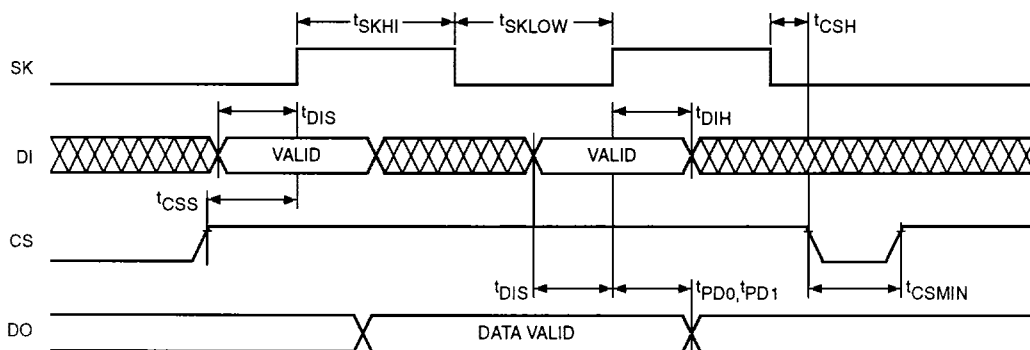 tSKHI tSKLOW tCSH
SK
tDIS tDIH
DI VALID VALID
tCSS
CS
tDIS tPD0,tPD1 tCSMIN
DO DATA VALID